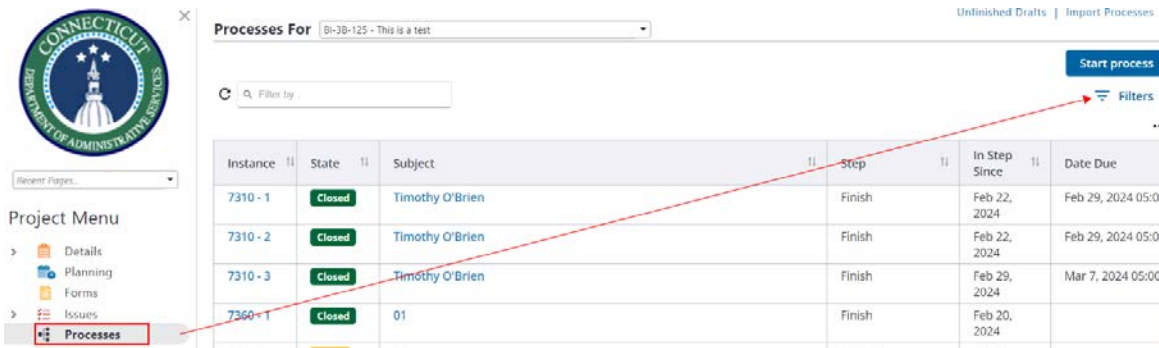 CONNECTICUT
DEPARTMENT OF ADMINISTRATIVE SERVICES
Recent Pages...
Project Menu
Details
Planning
Forms
Issues
Processes
Unfinished Drafts | Import Processes
Processes For BI-3B-125 - This is a test
Start process
Filter by
Filters
Instance State Subject Step In Step Since Date Due
7310 - 1 Closed Timothy O'Brien Finish Feb 22, 2024 Feb 29, 2024 05:0
7310 - 2 Closed Timothy O'Brien Finish Feb 22, 2024 Feb 29, 2024 05:0
7310 - 3 Closed Timothy O'Brien Finish Feb 29, 2024 Mar 7, 2024 05:00
7360 - 1 Closed 01 Finish Feb 20, 2024